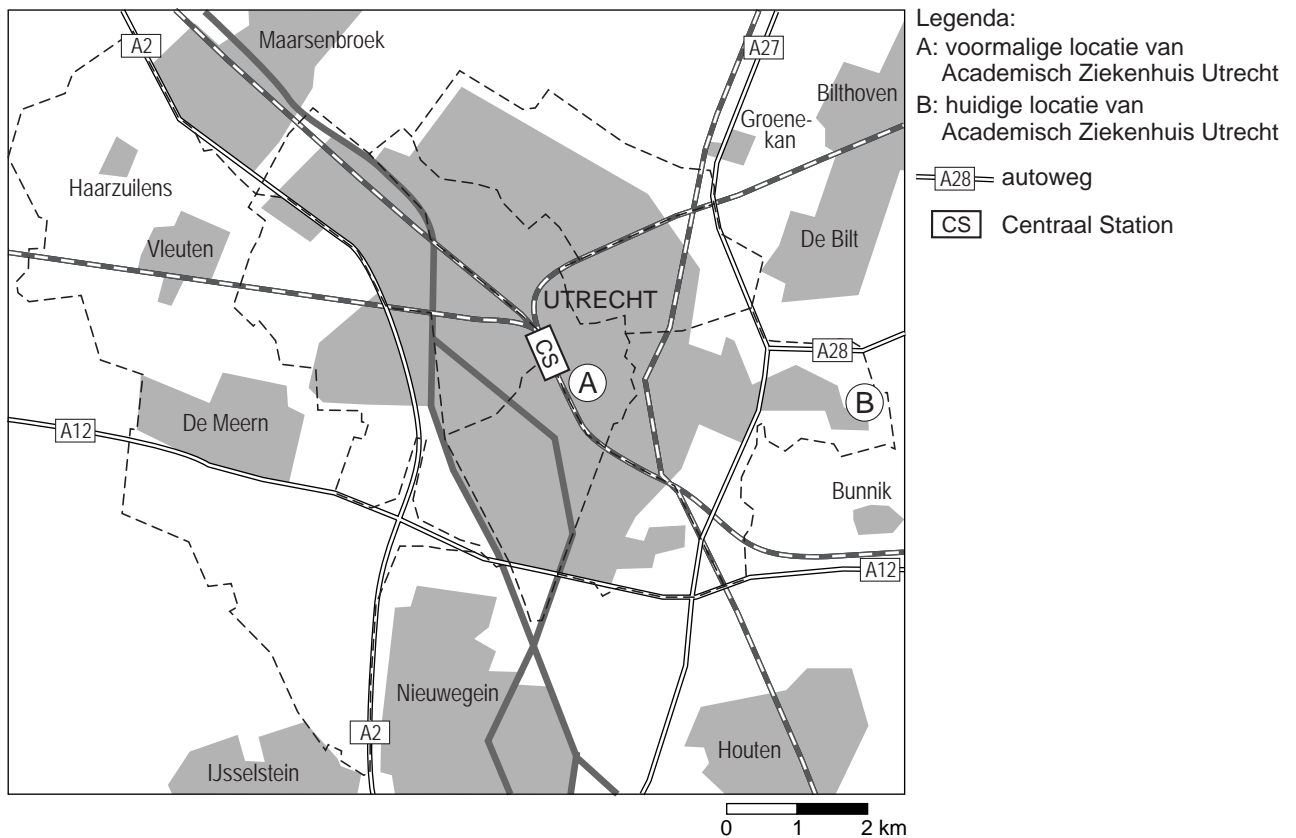 Maarsenbroek
A2
A27
Bilthoven
Groene-
kan
Haarzuilens
Vleuten
De Bilt
UTRECHT
CS
A28
A
B
De Meern
A12
Bunnik
A12
Nieuwegein
A2
Houten
IJsselstein
0 1 2 km
Legenda:
A: voormalige locatie van
Academisch Ziekenhuis Utrecht
B: huidige locatie van
Academisch Ziekenhuis Utrecht
A28 autoweg
CS Centraal Station